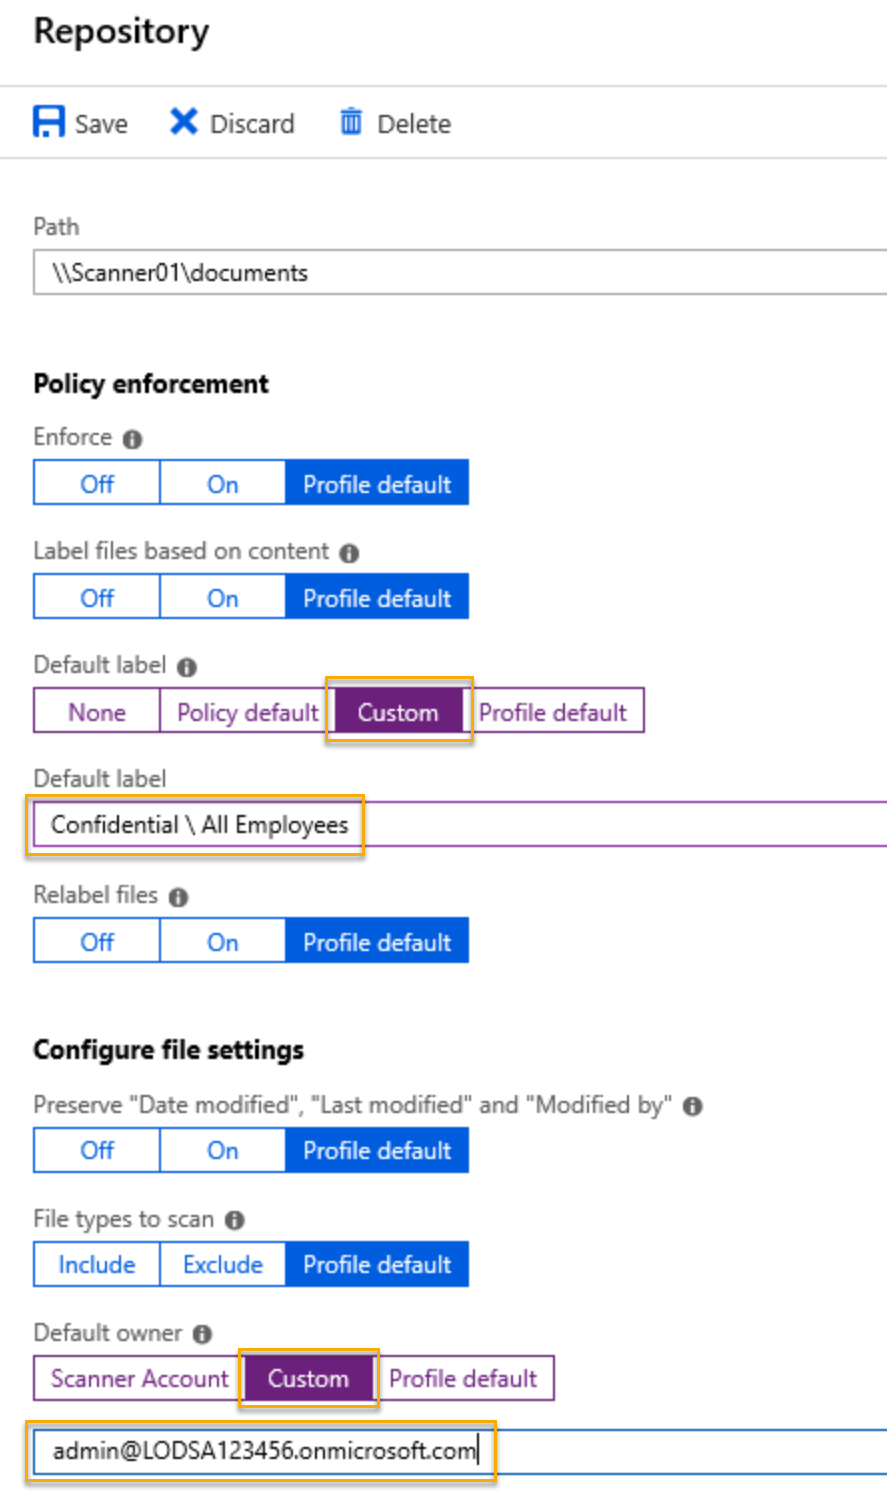 Repository
Save Discard Delete
Path
\\Scanner01\documents
Policy enforcement
Enforce
Off On Profile default
Label files based on content
Off On Profile default
Default label
None Policy default Custom Profile default
Default label
Confidential \ All Employees
Relabel files
Off On Profile default
Configure file settings
Preserve "Date modified", "Last modified" and "Modified by"
Off On Profile default
File types to scan
Include Exclude Profile default
Default owner
Scanner Account Custom Profile default
admin@LODSA123456.onmicrosoft.com